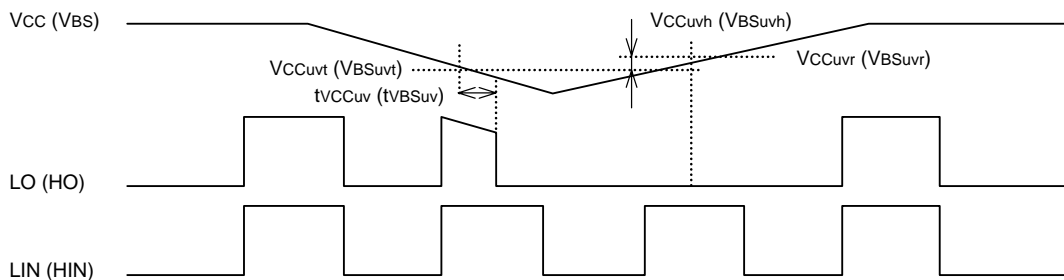 VCC (VBS)
VCCuvh (VBSuvh)
VCCuvt (VBSuvt)
VCCuvr (VBSuvr)
tVCCuv (tVBSuv)
LO (HO)
LIN (HIN)